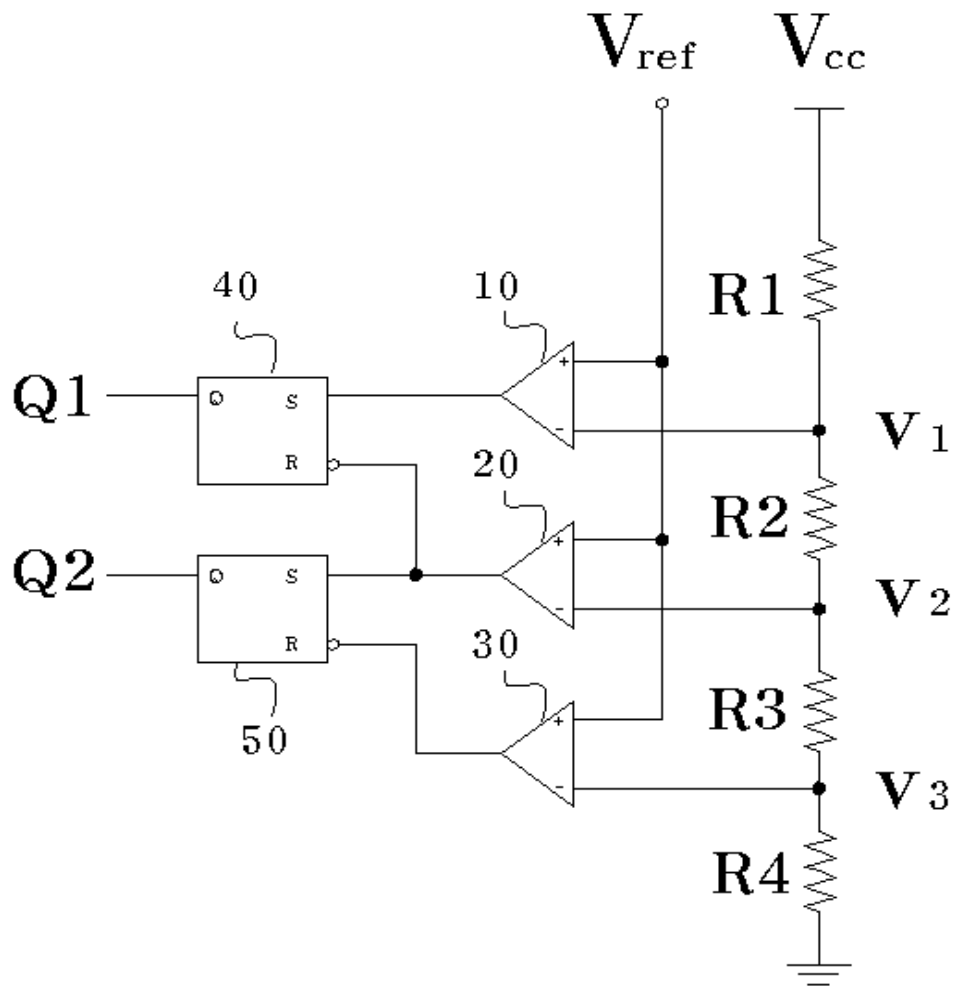 Vref Vcc
R1
40 10
+
Q1 Q S
- V1
R
20
R2
+
Q2 Q S
- V2
R
30
R3
50 +
- V3
R4